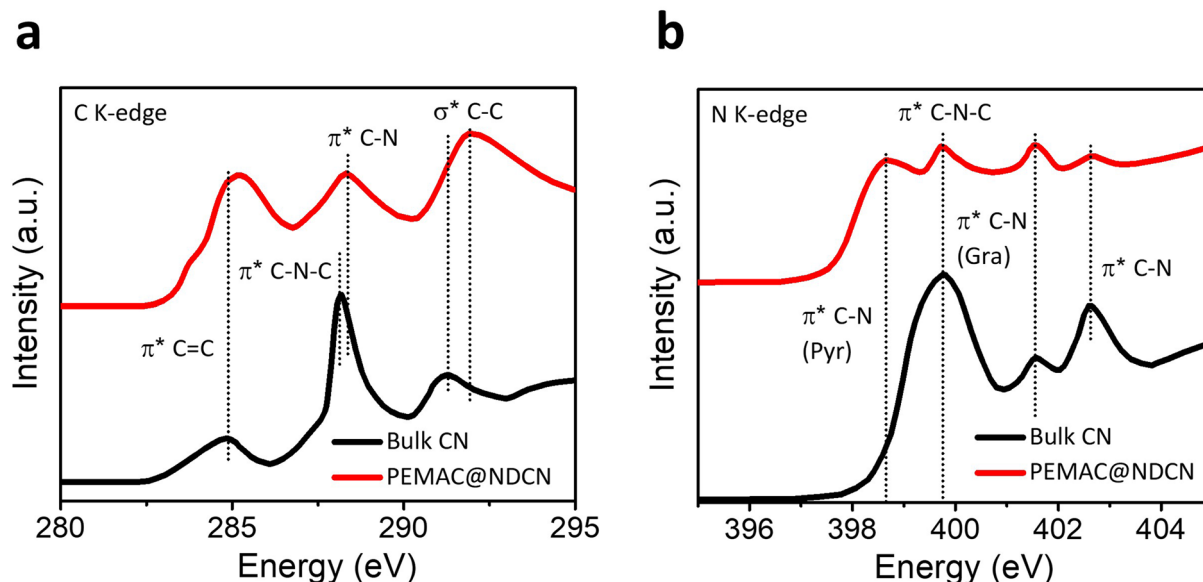 a
C K-edge
σ* C-C
π* C-N
π* C-N-C
π* C=C
Bulk CN
PEMAC@NDCN
Intensity (a.u.)
280
285
290
295
Energy (eV)
b
N K-edge
π* C-N-C
π* C-N
(Gra)
π* C-N
π* C-N
(Pyr)
Bulk CN
PEMAC@NDCN
Intensity (a.u.)
396
398
400
402
404
Energy (eV)